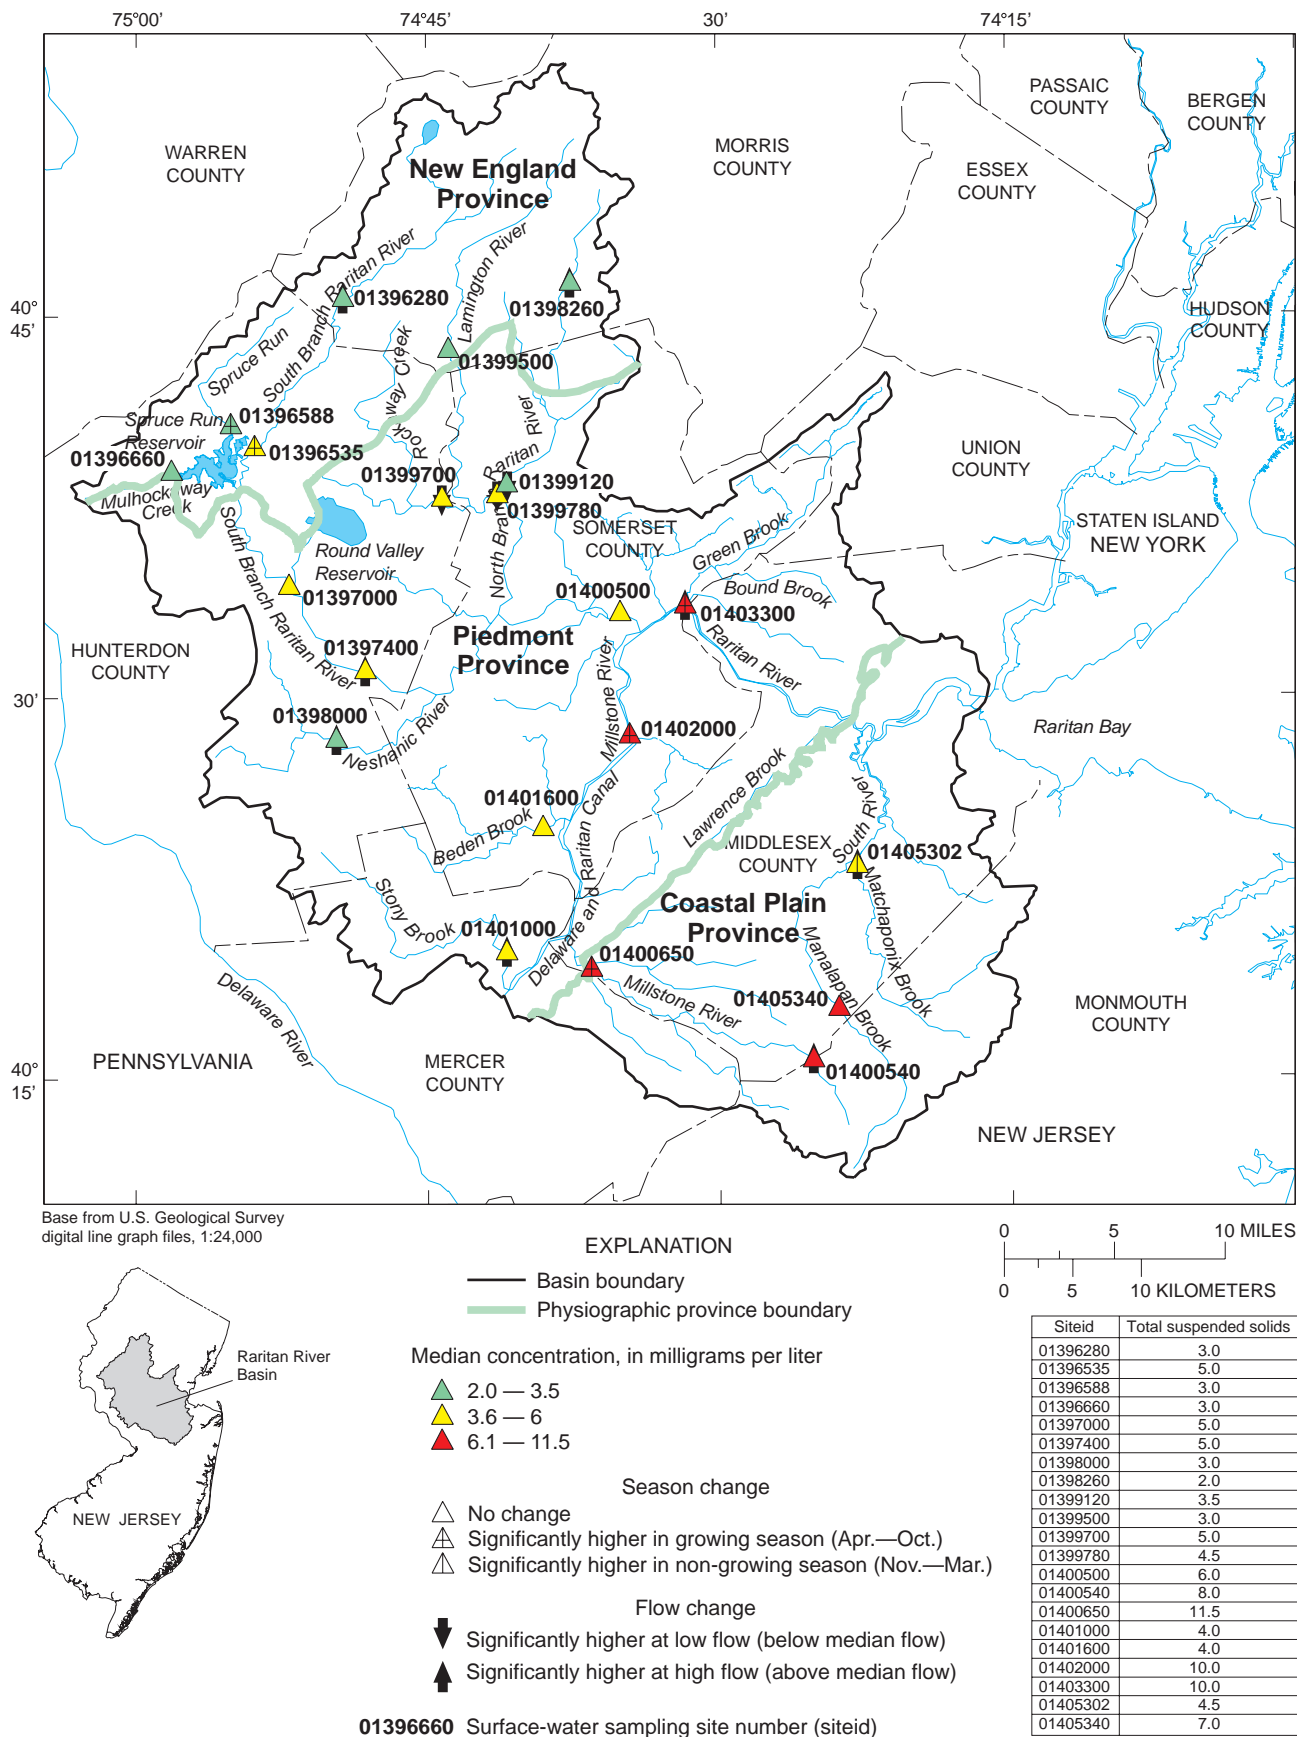 75°00'
74°45'
30'
74°15'
PASSAIC
COUNTY
BERGEN
COUNTY
WARREN
COUNTY
MORRIS
COUNTY
ESSEX
COUNTY
New England
Province
South Branch Raritan River
Lamington River
01396280
01398260
40°
45'
HUDSON
COUNTY
Spruce Run
Rockway Creek
01399500
01396588
Spruce Run
Reservoir
01396535
01396660
Mulhockaway
Creek
01399700
North Branch Raritan River
01399120
01399780
UNION
COUNTY
SOMERSET
COUNTY
Green Brook
STATEN ISLAND
NEW YORK
Round Valley
Reservoir
South Branch Raritan River
01397000
01400500
Bound Brook
01403300
HUNTERDON
COUNTY
01397400
Piedmont
Province
Millstone River
Raritan River
30'
01398000
Neshanic River
01402000
Raritan Bay
01401600
Beden Brook
Delaware and Raritan Canal
Lawrence Brook
MIDDLESEX
COUNTY
South River
01405302
Stony Brook
01401000
Coastal Plain
Province
Matchaponix Brook
Manalapan Brook
01400650
Millstone River
01405340
Delaware River
MONMOUTH
COUNTY
PENNSYLVANIA
MERCER
COUNTY
01400540
40°
15'
NEW JERSEY
Base from U.S. Geological Survey
digital line graph files, 1:24,000
0 5 10 MILES
0 5 10 KILOMETERS
EXPLANATION
Basin boundary
Physiographic province boundary
Median concentration, in milligrams per liter
2.0 — 3.5
3.6 — 6
6.1 — 11.5
Season change
No change
Significantly higher in growing season (Apr.—Oct.)
Significantly higher in non-growing season (Nov.—Mar.)
Flow change
Significantly higher at low flow (below median flow)
Significantly higher at high flow (above median flow)
01396660 Surface-water sampling site number (siteid)
Raritan River
Basin
NEW JERSEY
Siteid Total suspended solids
01396280 3.0
01396535 5.0
01396588 3.0
01396660 3.0
01397000 5.0
01397400 5.0
01398000 3.0
01398260 2.0
01399120 3.5
01399500 3.0
01399700 5.0
01399780 4.5
01400500 6.0
01400540 8.0
01400650 11.5
01401000 4.0
01401600 4.0
01402000 10.0
01403300 10.0
01405302 4.5
01405340 7.0